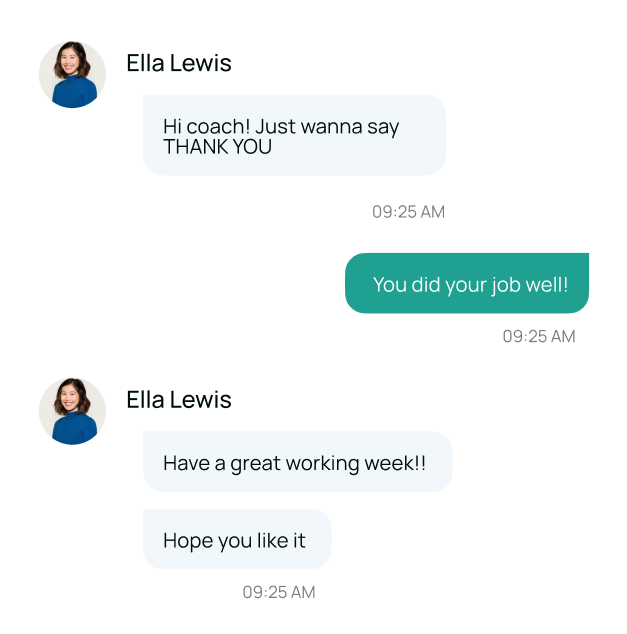 Ella Lewis
Hi coach! Just wanna say
THANK YOU
09:25 AM
You did your job well!
09:25 AM
Ella Lewis
Have a great working week!!
Hope you like it
09:25 AM